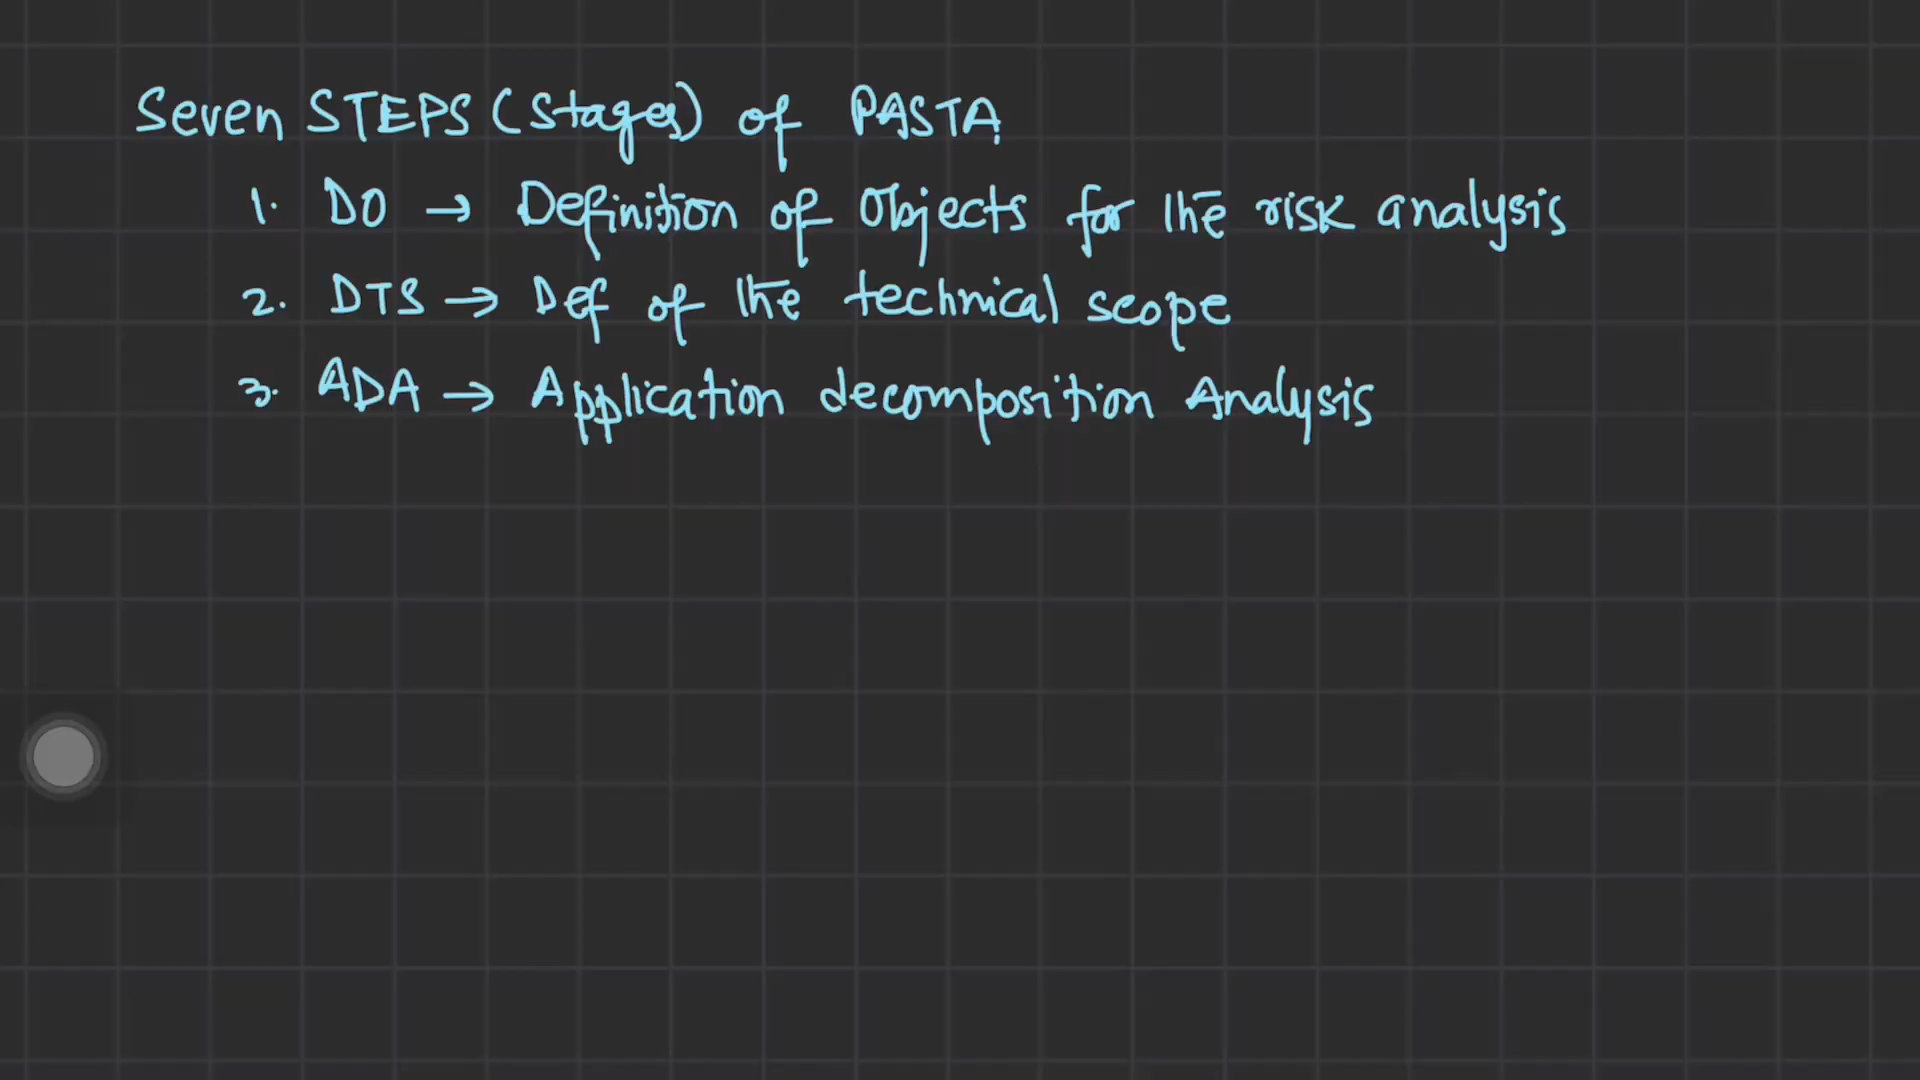 Seven STEPS (Stages) of PASTA
1. DO → Definition of Objects for the risk analysis
2. DTS → Def of the technical scope
3. ADA → Application decomposition Analysis